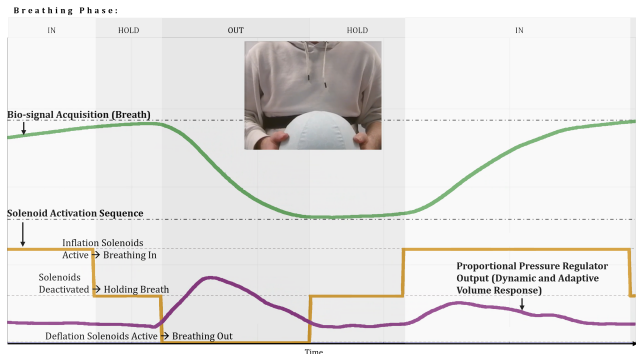 Breathing Phase:
IN HOLD OUT HOLD IN
Bio-signal Acquisition (Breath)
Solenoid Activation Sequence
Inflation Solenoids
Active → Breathing In
Solenoids
Deactivated → Holding Breath
Proportional Pressure Regulator
Output (Dynamic and Adaptive
Volume Response)
Deflation Solenoids Active → Breathing Out
Time